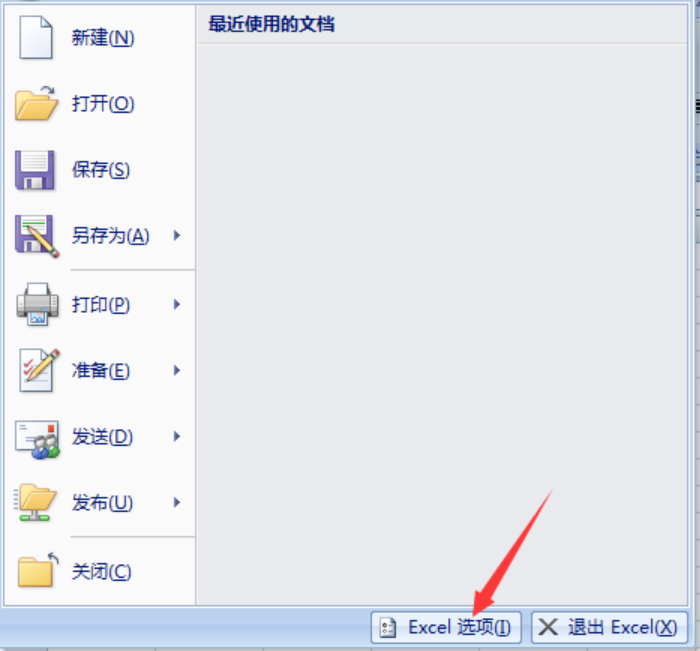 最近使用的文档
新建(N)
打开(O)
保存(S)
另存为(A)
打印(P)
准备(E)
发送(D)
发布(U)
关闭(C)
Excel 选项(I)
退出 Excel(X)